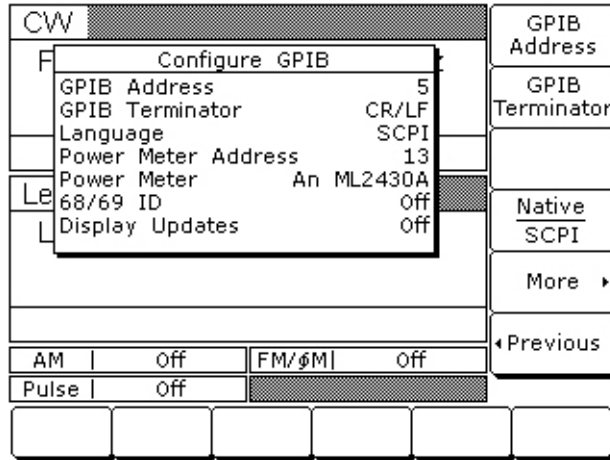 CW
F
Configure GPIB
GPIB Address 5
GPIB Terminator CR/LF
Language SCPI
Power Meter Address 13
Power Meter An ML2430A
68/69 ID Off
Display Updates Off
Le
L
AM | Off
FM/ɸM| Off
Pulse | Off
GPIB
Address
GPIB
Terminator
Native
SCPI
More
Previous